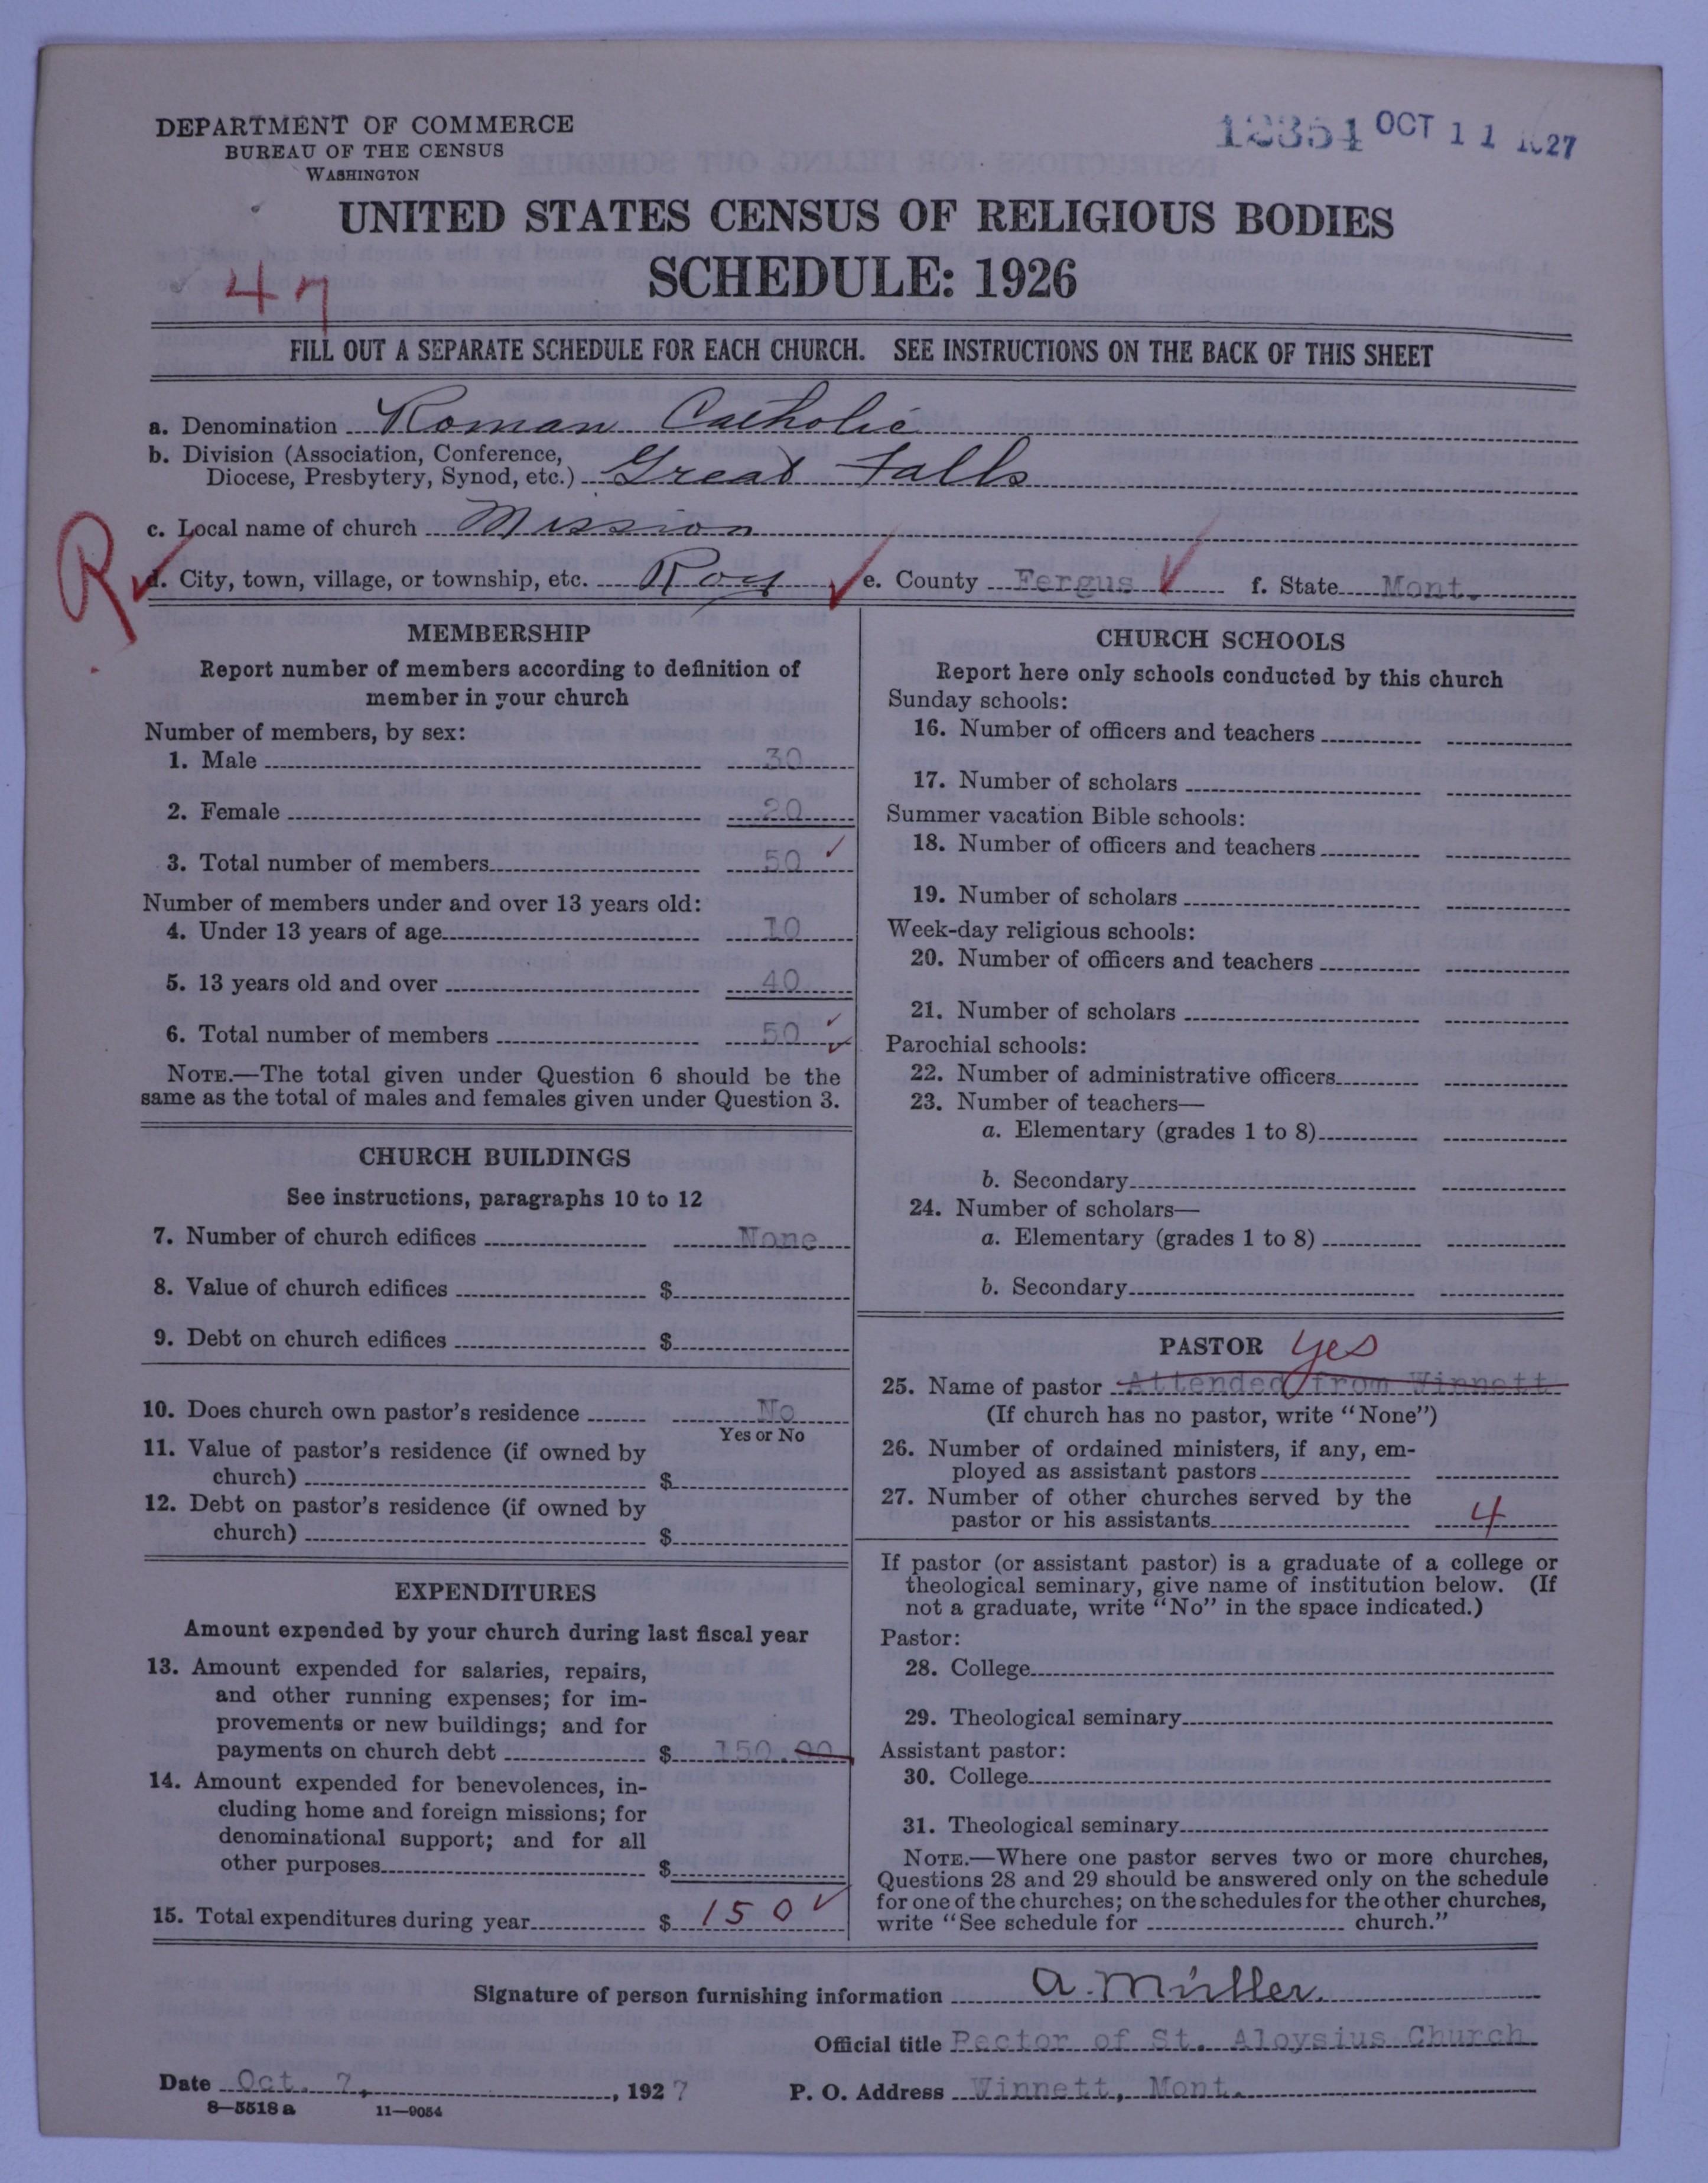 DEPARTMENT OF COMMERCE
BUREAU OF THE CENSUS
WASHINGTON
12354 OCT 11 1927
UNITED STATES CENSUS OF RELIGIOUS BODIES
SCHEDULE: 1926
47
FILL OUT A SEPARATE SCHEDULE FOR EACH CHURCH. SEE INSTRUCTIONS ON THE BACK OF THIS SHEET
a. Denomination Roman Catholic
b. Division (Association, Conference,
Diocese, Presbytery, Synod, etc.) Great Falls
c. Local name of church Mission
R
d. City, town, village, or township, etc. Roy ✓ e. County Fergus ✓ f. State Mont.
MEMBERSHIP
Report number of members according to definition of
member in your church
Number of members, by sex:
1. Male 30
2. Female 20
3. Total number of members 50 ✓
Number of members under and over 13 years old:
4. Under 13 years of age 10
5. 13 years old and over 40
6. Total number of members 50 ✓
NOTE.—The total given under Question 6 should be the
same as the total of males and females given under Question 3.
CHURCH BUILDINGS
See instructions, paragraphs 10 to 12
7. Number of church edifices None
8. Value of church edifices $
9. Debt on church edifices $
10. Does church own pastor's residence No
Yes or No
11. Value of pastor's residence (if owned by
church) $
12. Debt on pastor's residence (if owned by
church) $
EXPENDITURES
Amount expended by your church during last fiscal year
13. Amount expended for salaries, repairs,
and other running expenses; for im-
provements or new buildings; and for
payments on church debt $ 150.00
14. Amount expended for benevolences, in-
cluding home and foreign missions; for
denominational support; and for all
other purposes $
15. Total expenditures during year $ 150 ✓
CHURCH SCHOOLS
Report here only schools conducted by this church
Sunday schools:
16. Number of officers and teachers
17. Number of scholars
Summer vacation Bible schools:
18. Number of officers and teachers
19. Number of scholars
Week-day religious schools:
20. Number of officers and teachers
21. Number of scholars
Parochial schools:
22. Number of administrative officers
23. Number of teachers—
a. Elementary (grades 1 to 8)
b. Secondary
24. Number of scholars—
a. Elementary (grades 1 to 8)
b. Secondary
PASTOR yes
25. Name of pastor Attended from Winnett
(If church has no pastor, write "None")
26. Number of ordained ministers, if any, em-
ployed as assistant pastors
27. Number of other churches served by the
pastor or his assistants 4
If pastor (or assistant pastor) is a graduate of a college or
theological seminary, give name of institution below. (If
not a graduate, write "No" in the space indicated.)
Pastor:
28. College
29. Theological seminary
Assistant pastor:
30. College
31. Theological seminary
NOTE.—Where one pastor serves two or more churches,
Questions 28 and 29 should be answered only on the schedule
for one of the churches; on the schedules for the other churches,
write "See schedule for church."
Signature of person furnishing information A. Müller
Official title Rector of St. Aloysius Church
Date Oct. 7, 1927 P. O. Address Winnett, Mont.
8—5518 a 11—9054